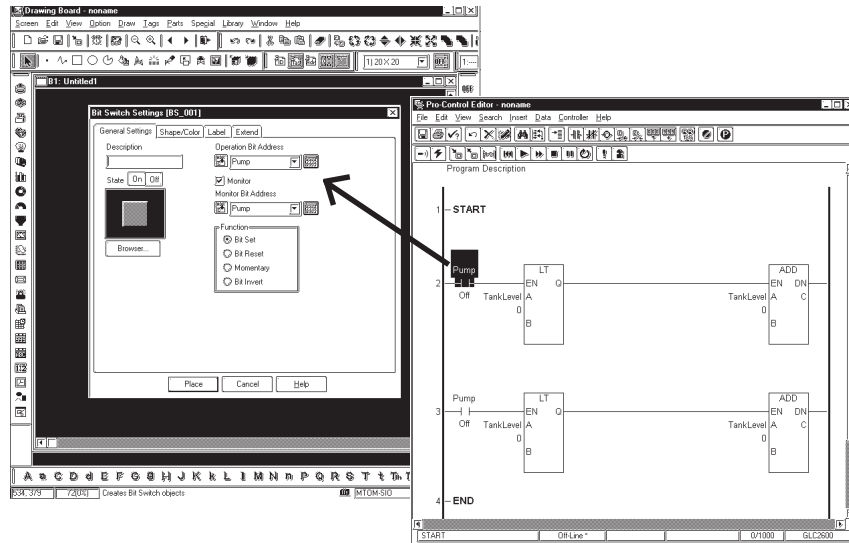 Drawing Board - noname
Screen Edit View Option Draw Tags Parts Special Library Window Help
1) 20 X 20
B1: Untitled1
Bit Switch Settings [BS_001]
General Settings Shape/Color Label Extend
Description
Operation Bit Address
Pump
State On Off
Monitor
Monitor Bit Address
Pump
Browser...
Function
Bit Set
Bit Reset
Momentary
Bit Invert
Place Cancel Help
534, 379 72(0%) Creates Bit Switch objects MTOM-SIO
Pro-Control Editor - noname
File Edit View Search Insert Data Controller Help
Program Description
1 START
Pump LT ADD
2 EN Q EN DN
Off TankLevel A TankLevel A C
0 0
B B
Pump LT ADD
3 EN Q EN DN
Off TankLevel A TankLevel A C
0 0
B B
4 END
START Off-Line * 0/1000 GLC2600